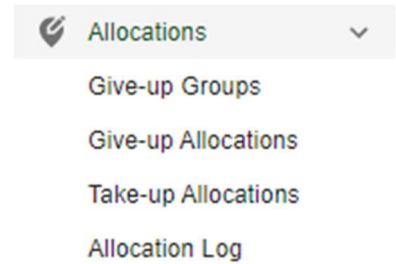 Allocations
Give-up Groups
Give-up Allocations
Take-up Allocations
Allocation Log